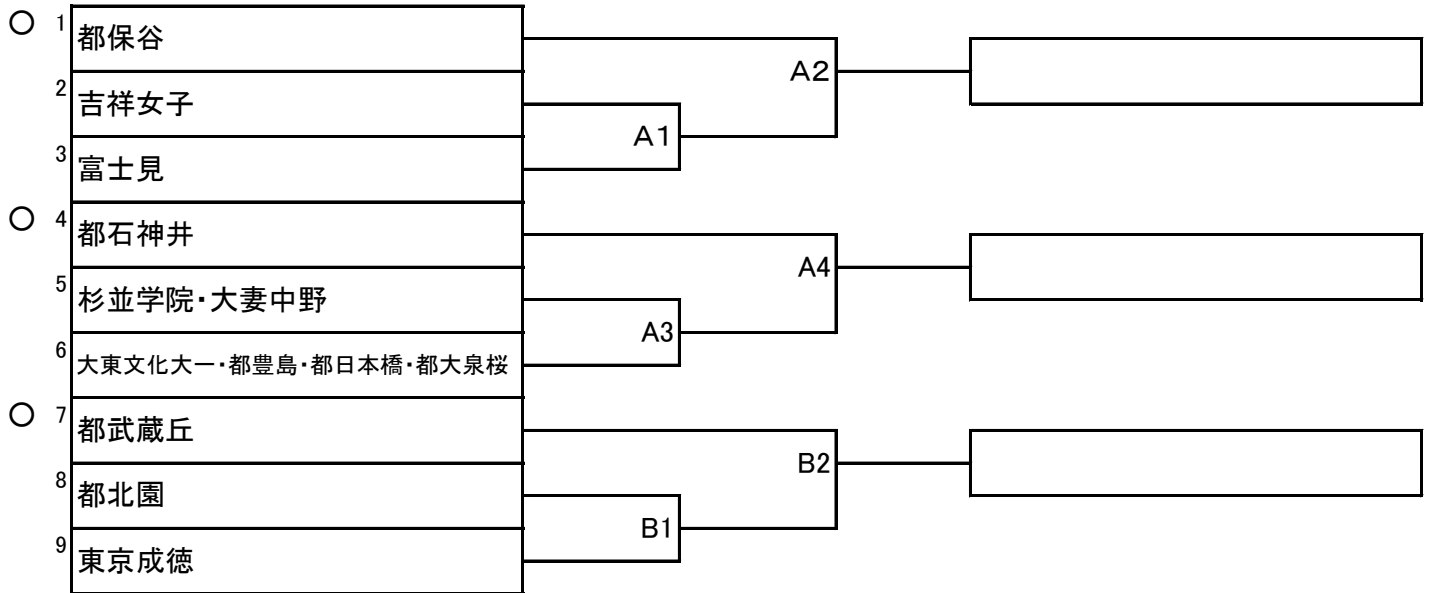 ○ 1 都保谷
A2
2 吉祥女子
A1
3 富士見
○ 4 都石神井
A4
5 杉並学院・大妻中野
A3
6 大東文化大一・都豊島・都日本橋・都大泉桜
○ 7 都武蔵丘
B2
8 都北園
B1
9 東京成徳